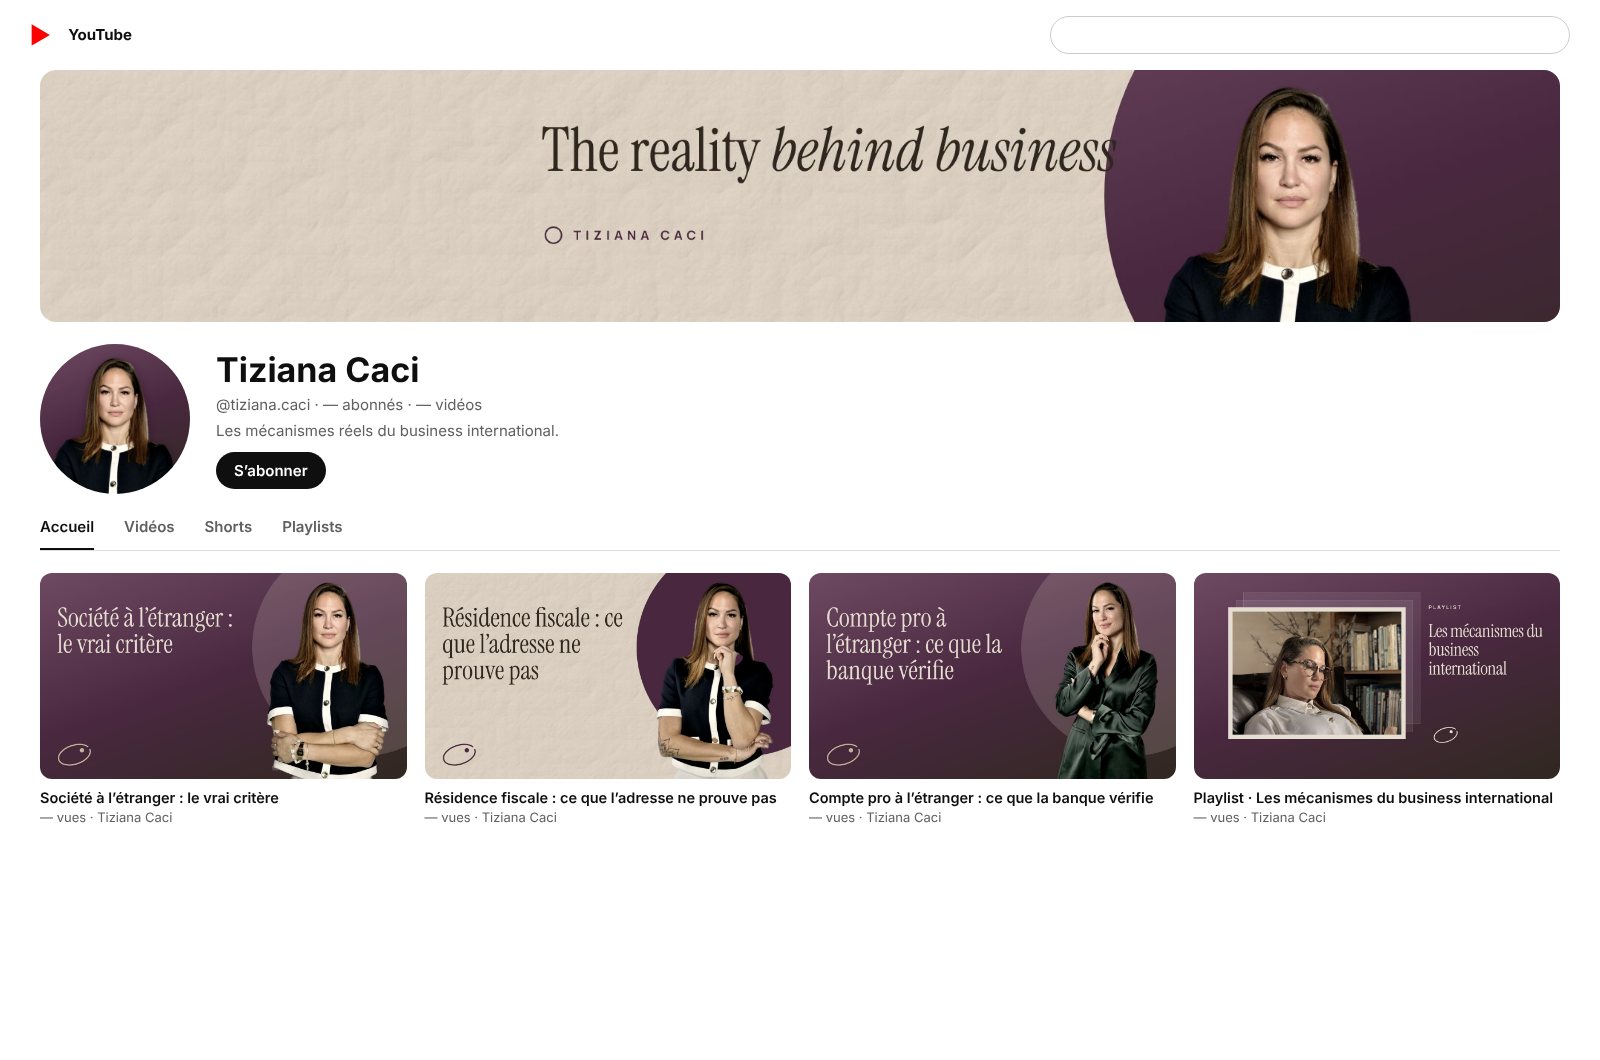 YouTube
The reality behind business
TIZIANA CACI
Tiziana Caci
@tiziana.caci · — abonnés · — vidéos
Les mécanismes réels du business international.
S’abonner
Accueil
Vidéos
Shorts
Playlists
Société à l’étranger :
le vrai critère
Résidence fiscale : ce
que l’adresse ne
prouve pas
Compte pro à
l’étranger : ce que la
banque vérifie
PLAYLIST
Les mécanismes du
business
international
Société à l’étranger : le vrai critère
— vues · Tiziana Caci
Résidence fiscale : ce que l’adresse ne prouve pas
— vues · Tiziana Caci
Compte pro à l’étranger : ce que la banque vérifie
— vues · Tiziana Caci
Playlist · Les mécanismes du business international
— vues · Tiziana Caci